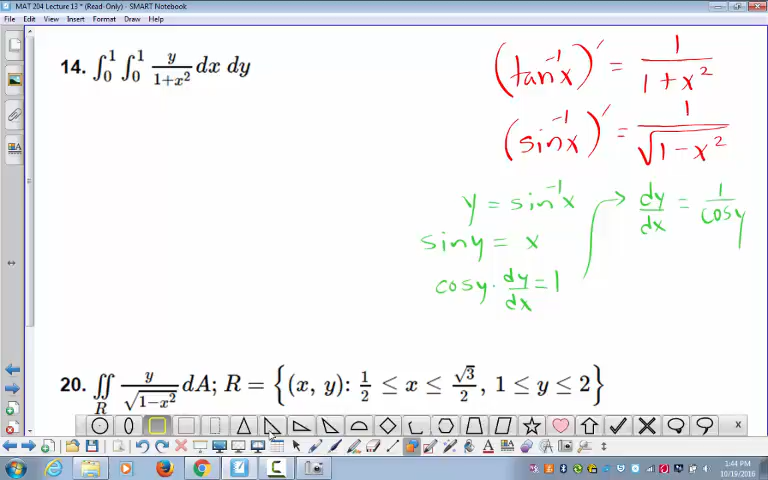 MAT 204 Lecture 13 * (Read-Only) - SMART Notebook
File Edit View Insert Format Draw Help
14. ∫₀¹ ∫₀¹ y/(1+x²) dx dy
(tan⁻¹x)′ = 1/(1+x²)
(sin⁻¹x)′ = 1/√(1−x²)
y = sin⁻¹x
siny = x
cosy · dy/dx = 1
→ dy/dx = 1/cosy
20. ∬_R y/√(1−x²) dA; R = {(x, y): 1/2 ≤ x ≤ √3/2, 1 ≤ y ≤ 2}
1:44 PM
10/19/2016